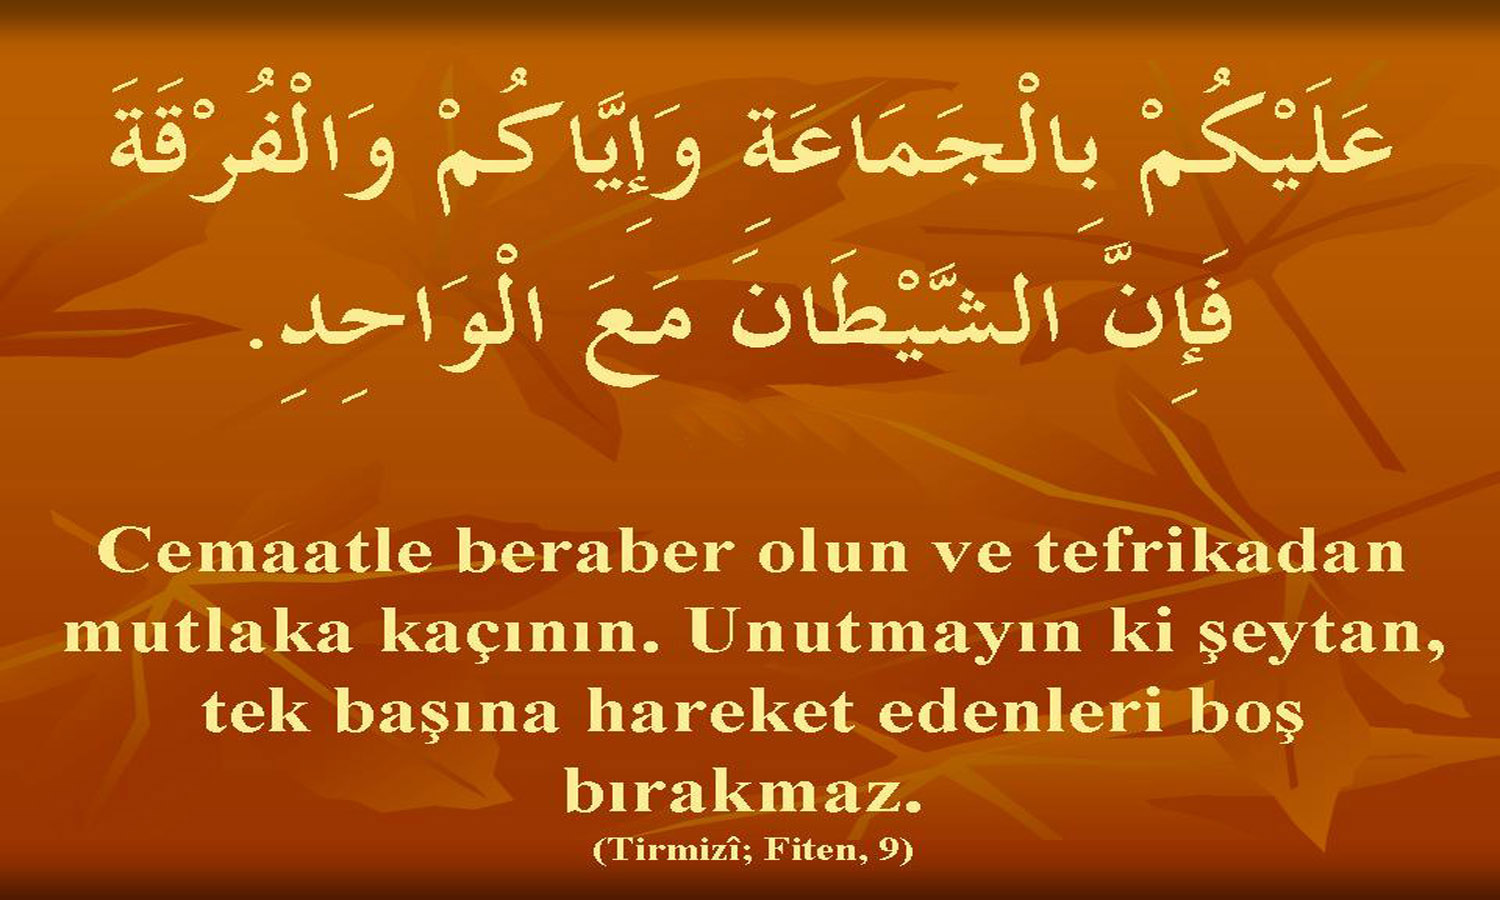 عَلَيْكُمْ بِالْجَمَاعَةِ وَإِيَّاكُمْ وَالْفُرْقَةَ
فَإِنَّ الشَّيْطَانَ مَعَ الْوَاحِدِ.
Cemaatle beraber olun ve tefrikadan
mutlaka kaçının. Unutmayın ki şeytan,
tek başına hareket edenleri boş
bırakmaz.
(Tirmizî; Fiten, 9)